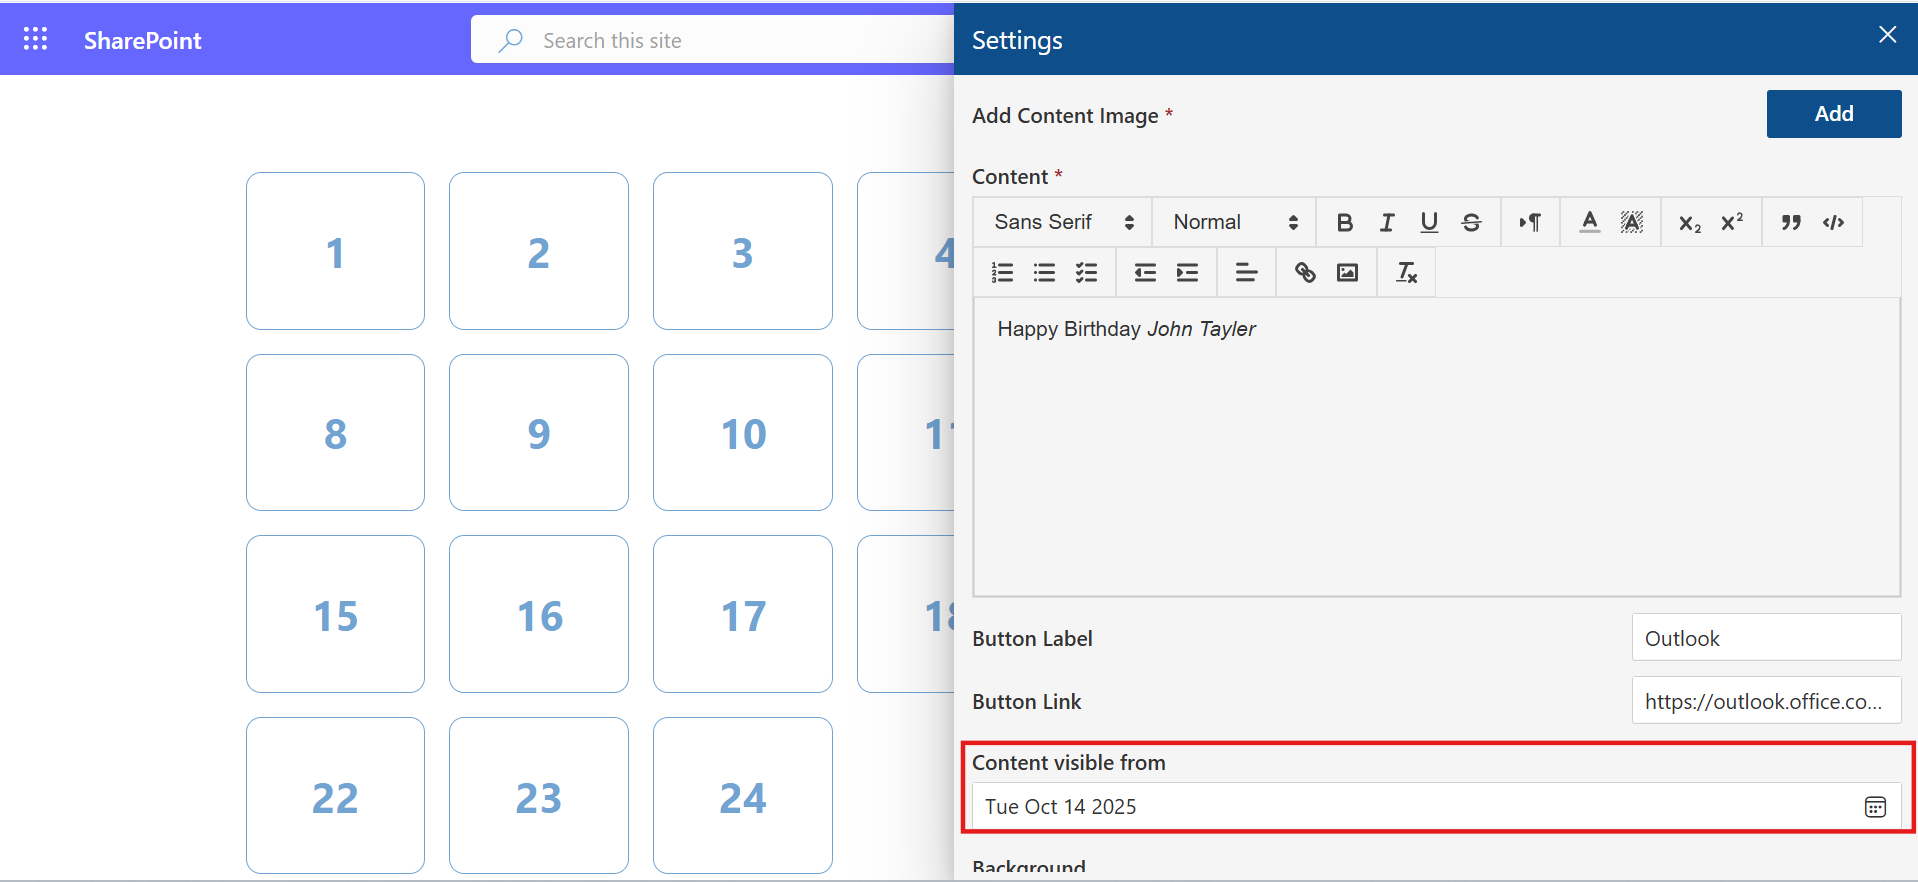 SharePoint
Search this site
Settings
Add Content Image *
Add
Content *
Sans Serif
Normal
Happy Birthday John Tayler
Button Label
Outlook
Button Link
https://outlook.office.co...
Content visible from
Tue Oct 14 2025
Background
1 2 3 4
8 9 10 11
15 16 17 18
22 23 24